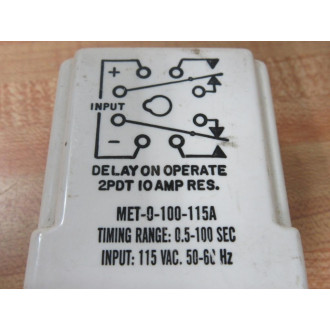 +
INPUT
-
DELAY ON OPERATE
2PDT 10 AMP RES.
MET-0-100-115A
TIMING RANGE: 0.5-100 SEC
INPUT: 115 VAC. 50-60 Hz